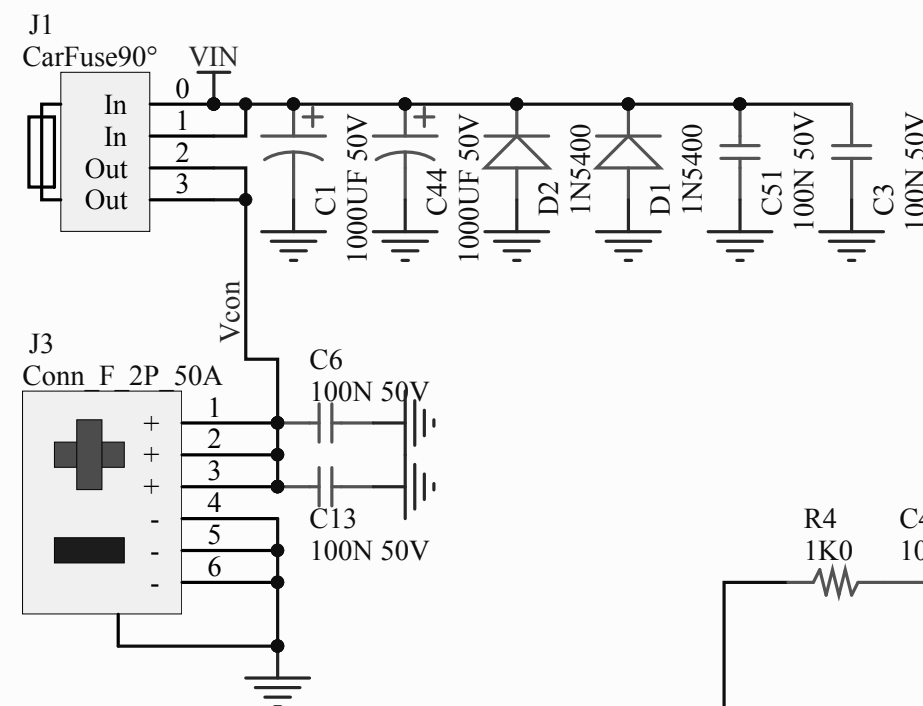 J1
CarFuse90°
VIN
In 0
In 1
Out 2
Out 3
C1
1000UF 50V
C44
1000UF 50V
D2
1N5400
D1
1N5400
C51
100N 50V
C3
100N 50V
Vcon
J3
Conn_F_2P_50A
+ 1
+ 2
+ 3
- 4
- 5
- 6
C6
100N 50V
C13
100N 50V
R4
1K0